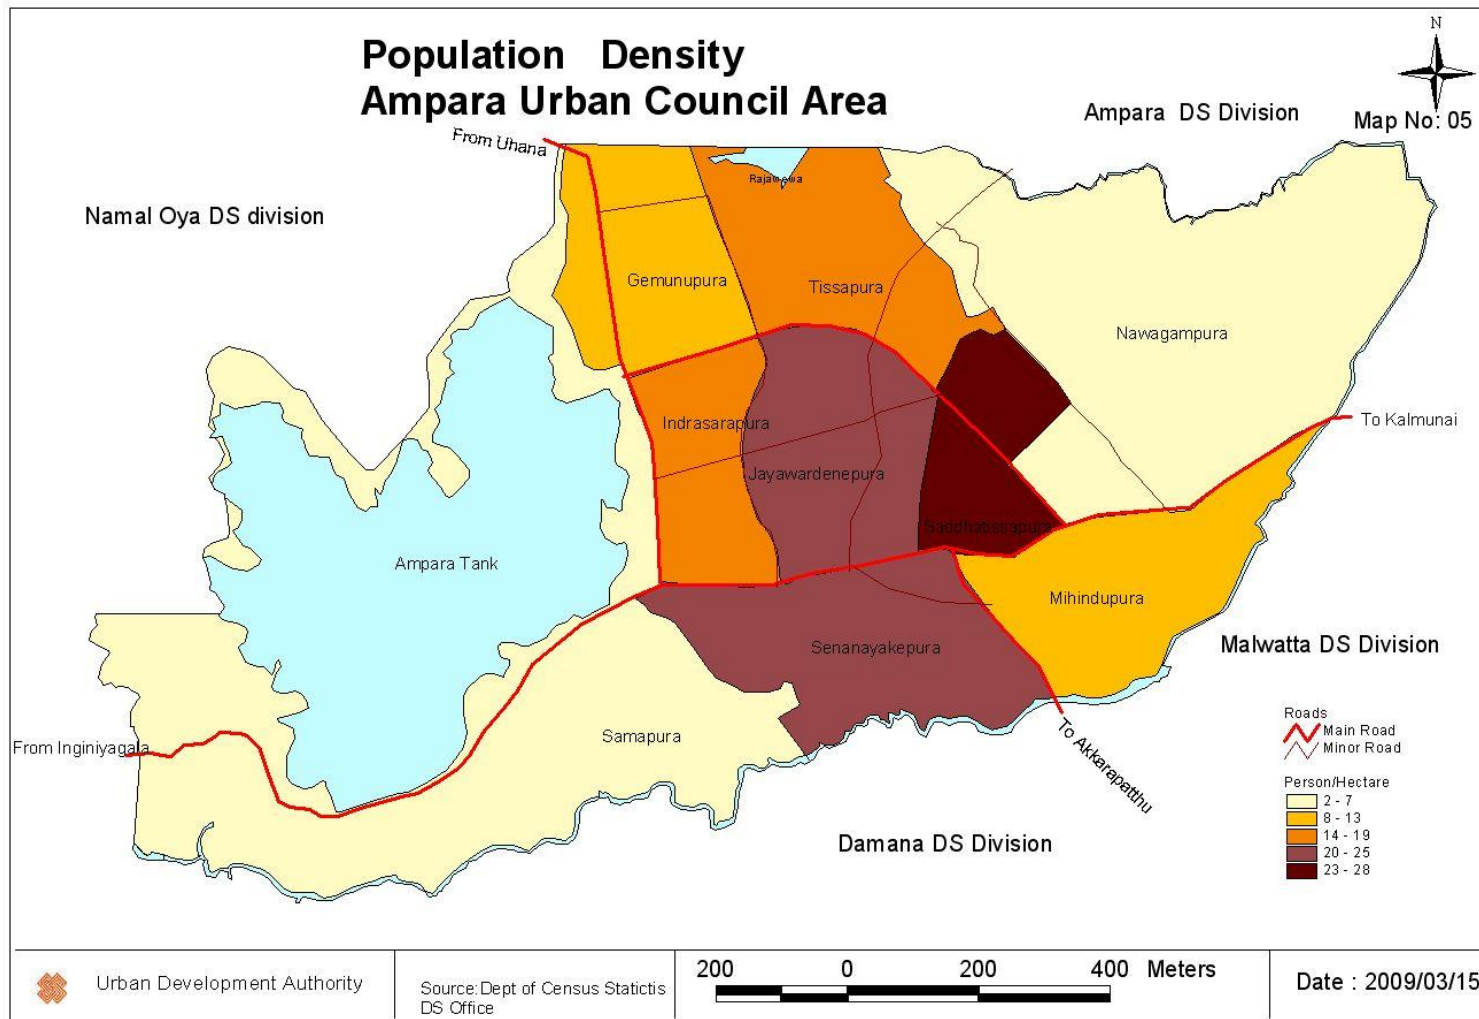 Population Density
Ampara Urban Council Area
N
Ampara DS Division
Map No: 05
From Uhana
Rajawewa
Namal Oya DS division
Gemunupura
Tissapura
Nawagampura
Indrasarapura
To Kalmunai
Jayawardenepura
Saddhatissapura
Ampara Tank
Mihindupura
Senanayakepura
Malwatta DS Division
From Inginiyagala
Samapura
To Akkarapatthu
Damana DS Division
Roads
Main Road
Minor Road
Person/Hectare
2 - 7
8 - 13
14 - 19
20 - 25
23 - 28
Urban Development Authority
Source:Dept of Census Statictis
DS Office
200 0 200 400 Meters
Date : 2009/03/15